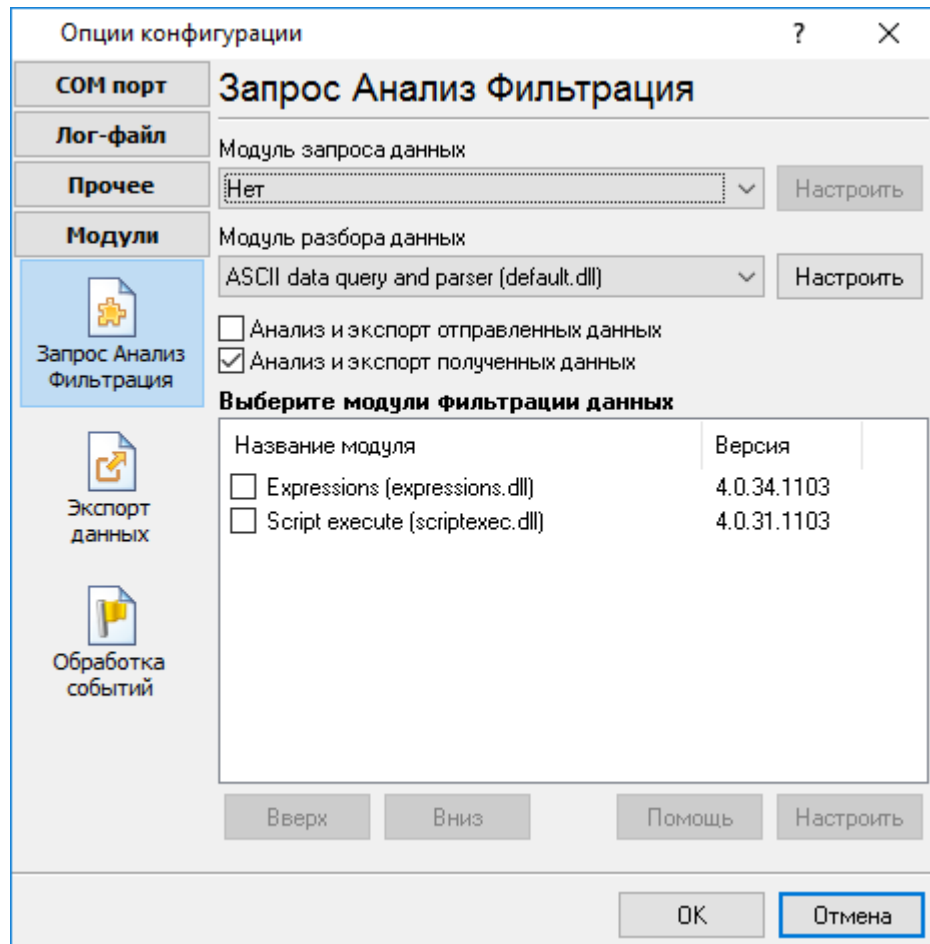 Опции конфигурации
?
COM порт
Лог-файл
Прочее
Модули
Запрос Анализ
Фильтрация
Экспорт
данных
Обработка
событий
Запрос Анализ Фильтрация
Модуль запроса данных
Нет
Настроить
Модуль разбора данных
ASCII data query and parser (default.dll)
Настроить
Анализ и экспорт отправленных данных
Анализ и экспорт полученных данных
Выберите модули фильтрации данных
Название модуля Версия
Expressions (expressions.dll) 4.0.34.1103
Script execute (scriptexec.dll) 4.0.31.1103
Вверх Вниз Помощь Настроить
OK Отмена